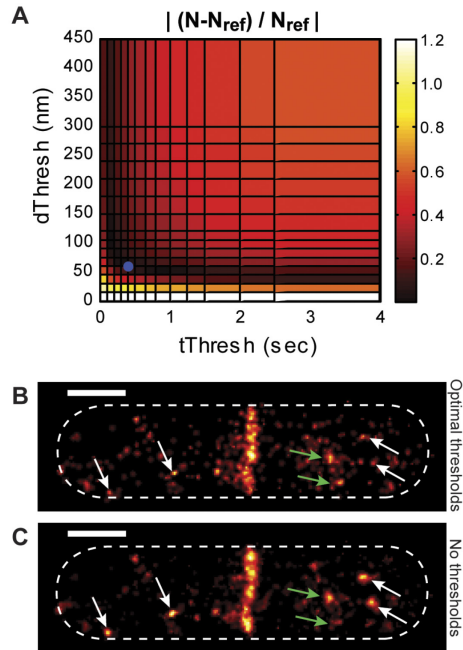 A
| (N-Nref) / Nref |
dThresh (nm)
450
400
350
300
250
200
150
100
50
0
0
1
2
3
4
tThresh (sec)
1.2
1.0
0.8
0.6
0.4
0.2
B
Optimal thresholds
C
No thresholds